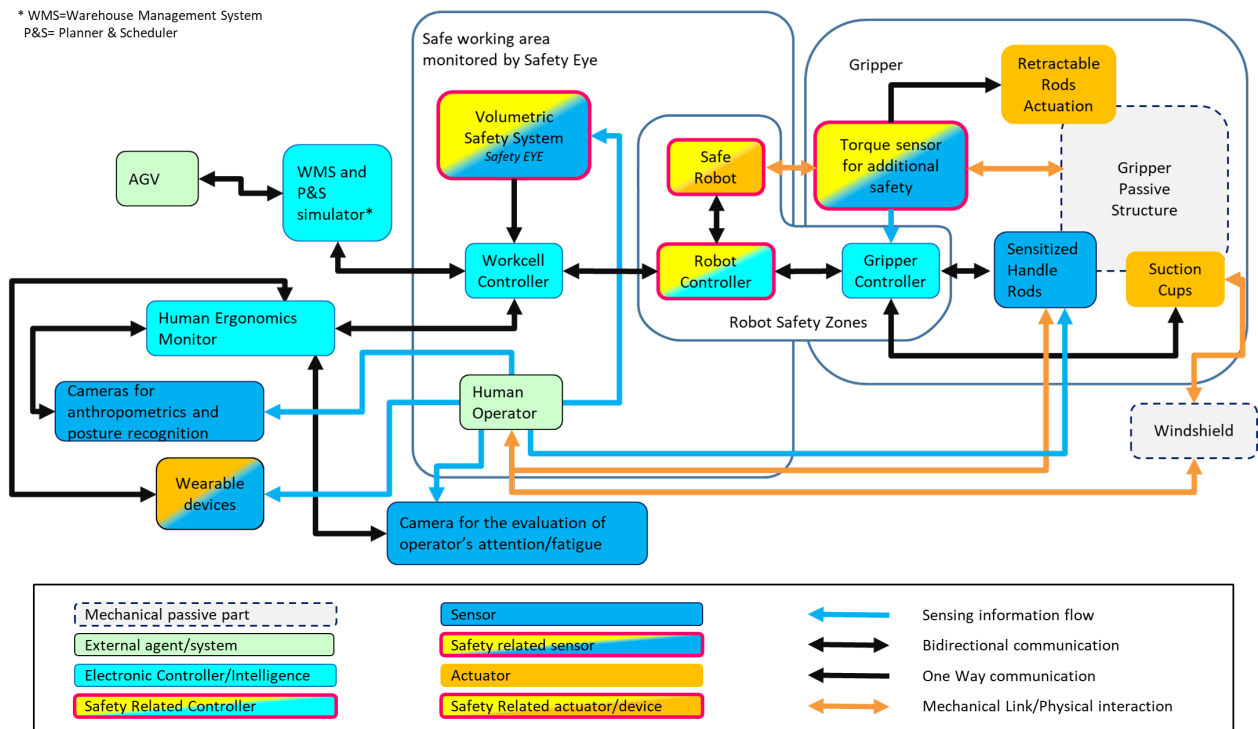 * WMS=Warehouse Management System
P&S= Planner & Scheduler
Safe working area
monitored by Safety Eye
Gripper
Retractable
Rods
Actuation
Volumetric
Safety System
Safety EYE
Safe
Robot
Torque sensor
for additional
safety
Gripper
Passive
Structure
AGV
WMS and
P&S
simulator*
Workcell
Controller
Robot
Controller
Gripper
Controller
Sensitized
Handle
Rods
Suction
Cups
Human Ergonomics
Monitor
Robot Safety Zones
Cameras for
anthropometrics and
posture recognition
Human
Operator
Windshield
Wearable
devices
Camera for the evaluation of
operator's attention/fatigue
Mechanical passive part
Sensor
Sensing information flow
External agent/system
Safety related sensor
Bidirectional communication
Electronic Controller/Intelligence
Actuator
One Way communication
Safety Related Controller
Safety Related actuator/device
Mechanical Link/Physical interaction